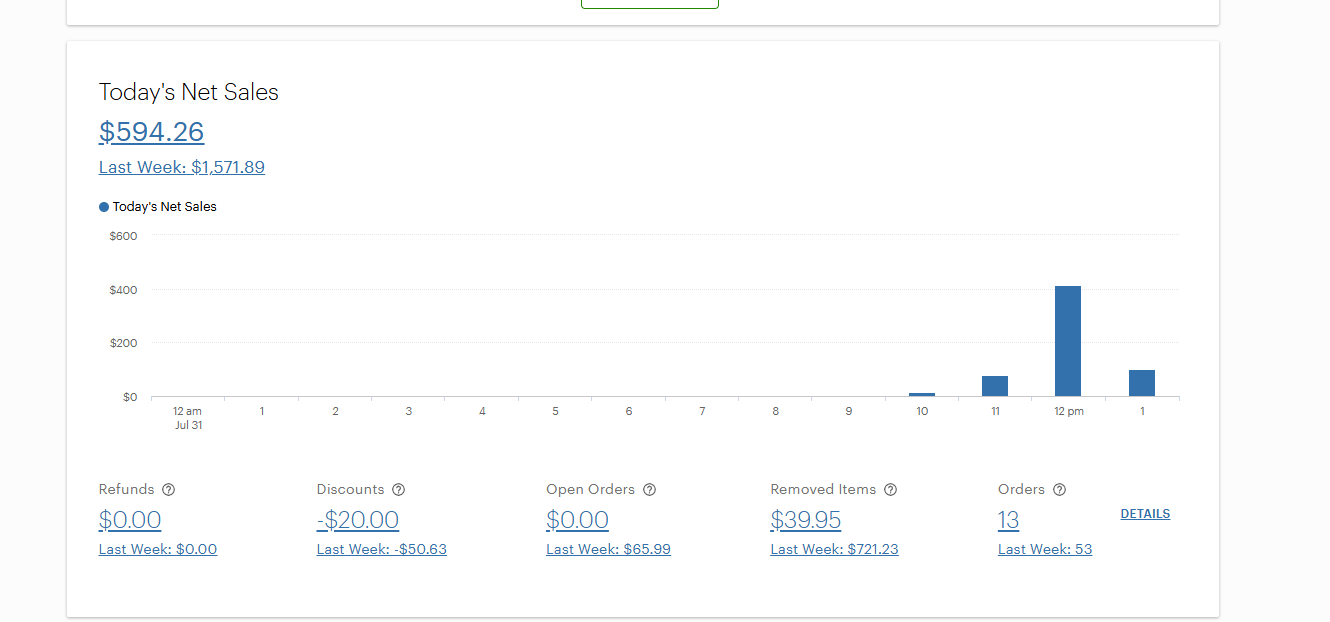 Today's Net Sales
$594.26
Last Week: $1,571.89
Today's Net Sales
$600
$400
$200
$0
12 am 1 2 3 4 5 6 7 8 9 10 11 12 pm 1
Jul 31
Refunds Discounts Open Orders Removed Items Orders
$0.00 -$20.00 $0.00 $39.95 13 DETAILS
Last Week: $0.00 Last Week: -$50.63 Last Week: $65.99 Last Week: $721.23 Last Week: 53